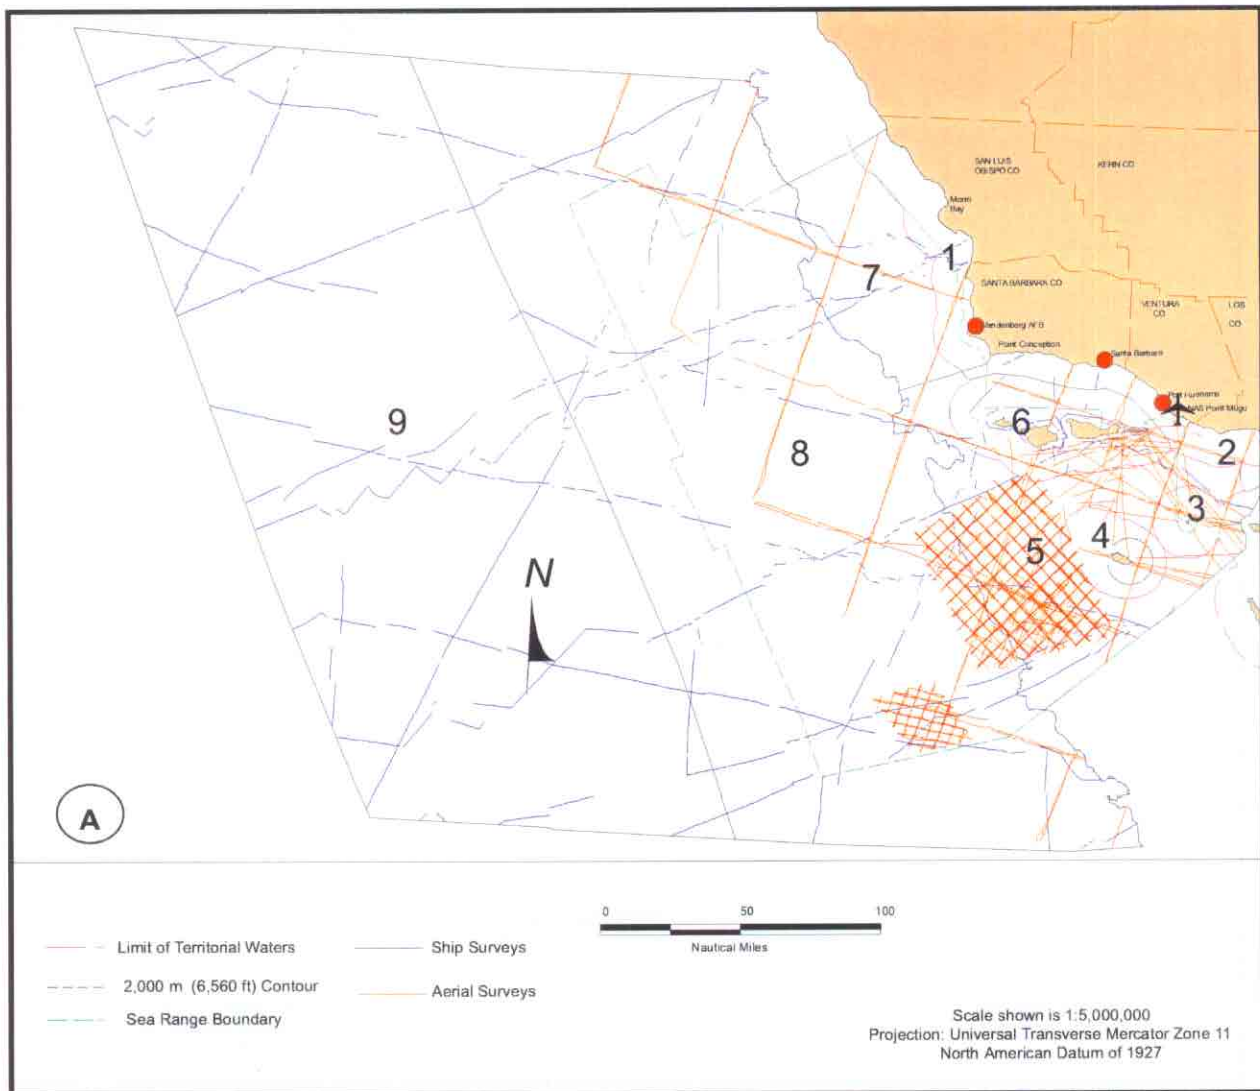 SAN LUIS
OBISPO CO
KERN CO
Morro
Bay
1
7
SANTA BARBARA CO
VENTURA
CO
LOS
CO
Vandenberg AFB
Point Conception
Santa Barbara
Port Hueneme
NAS Point Mugu
9
6
8
2
3
4
5
N
A
0
50
100
Nautical Miles
Limit of Territorial Waters
Ship Surveys
2,000 m (6,560 ft) Contour
Aerial Surveys
Sea Range Boundary
Scale shown is 1:5,000,000
Projection: Universal Transverse Mercator Zone 11
North American Datum of 1927